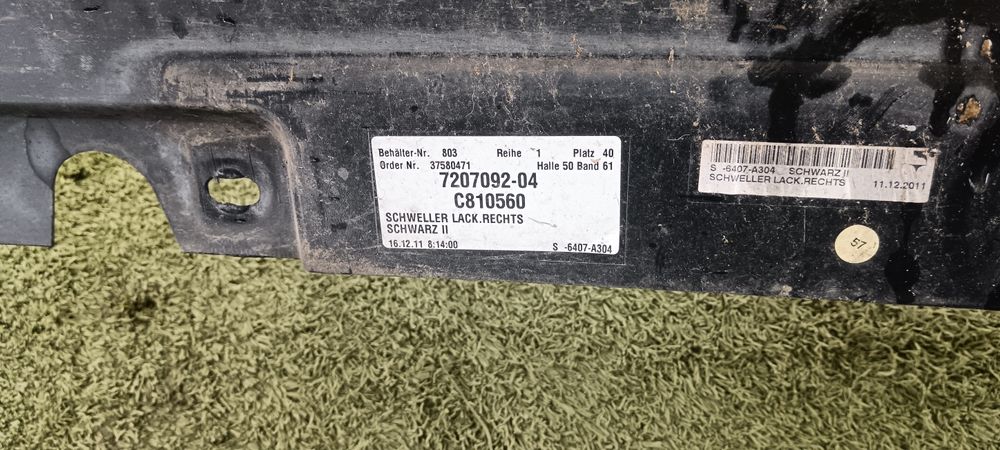 Behälter-Nr. 803 Reihe 1 Platz 40
Order Nr. 37580471 Halle 50 Band 61
7207092-04
C810560
SCHWELLER LACK.RECHTS
SCHWARZ II
16.12.11 8:14:00 S -6407-A304
S -6407-A304 SCHWARZ II
SCHWELLER LACK.RECHTS 11.12.2011
57